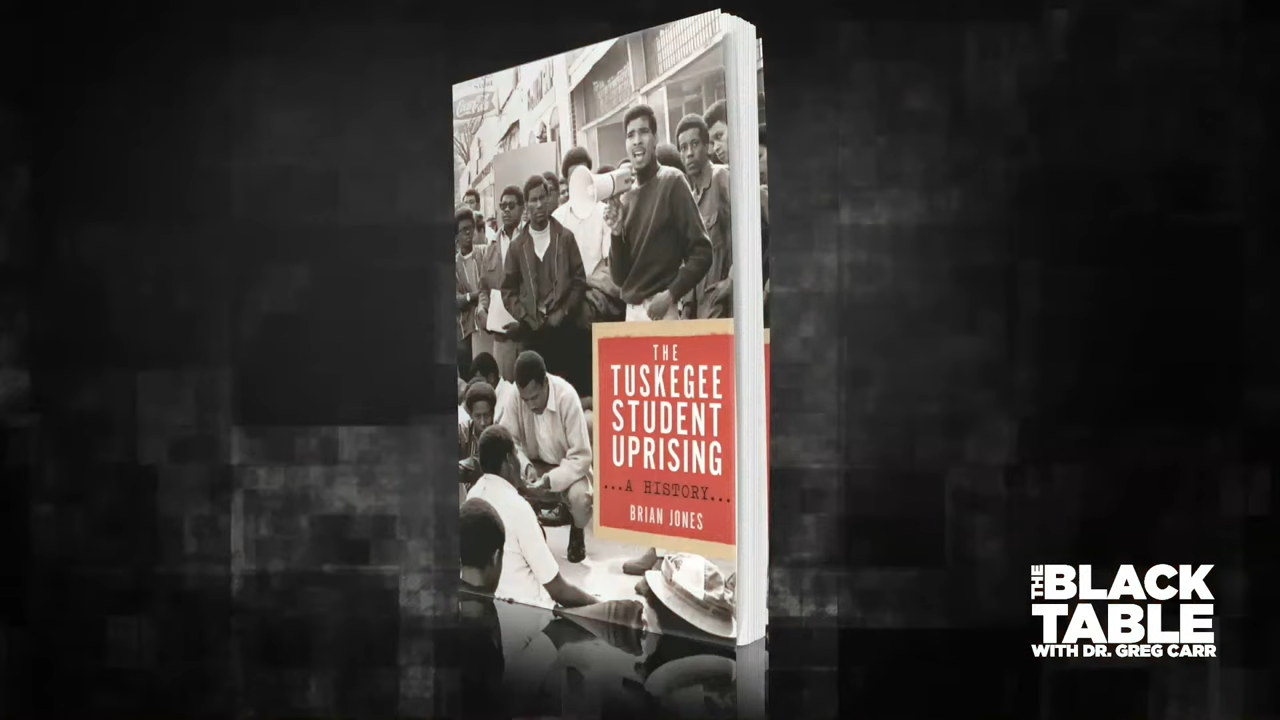 THE
TUSKEGEE
STUDENT
UPRISING
...A HISTORY...
BRIAN JONES
THE BLACK
TABLE
WITH DR. GREG CARR